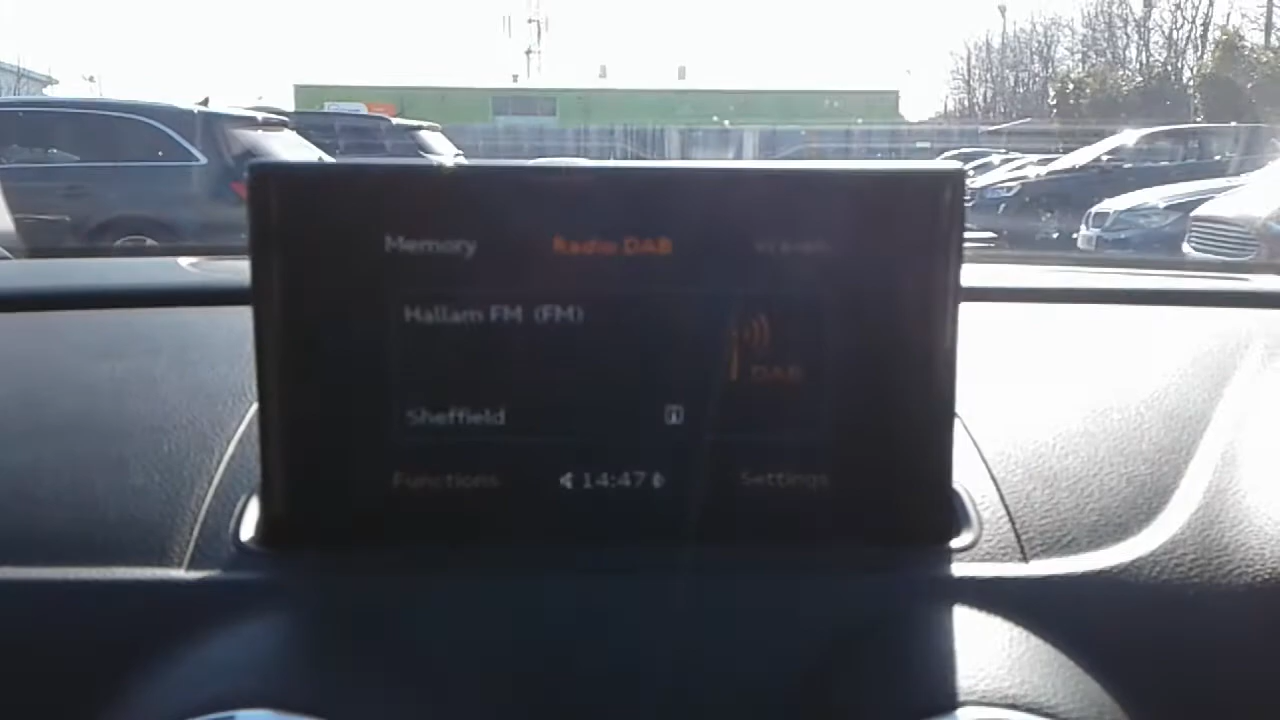 Memory Radio DAB
Hallam FM (FM)
DAB
Sheffield
Functions 14:47 Settings